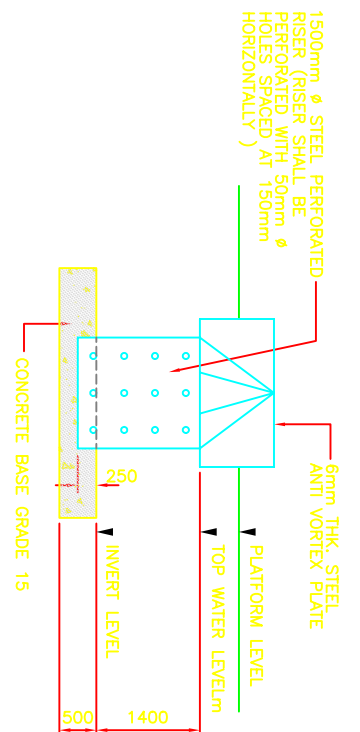 1500mm ø STEEL PERFORATED
RISER (RISER SHALL BE
PERFORATED WITH 50mm ø
HOLES SPACED AT 150mm
HORIZONTALLY )
6mm THK. STEEL
ANTI VORTEX PLATE
PLATFORM LEVEL
TOP WATER LEVELm
INVERT LEVEL
250
CONCRETE BASE GRADE 15
1400
500